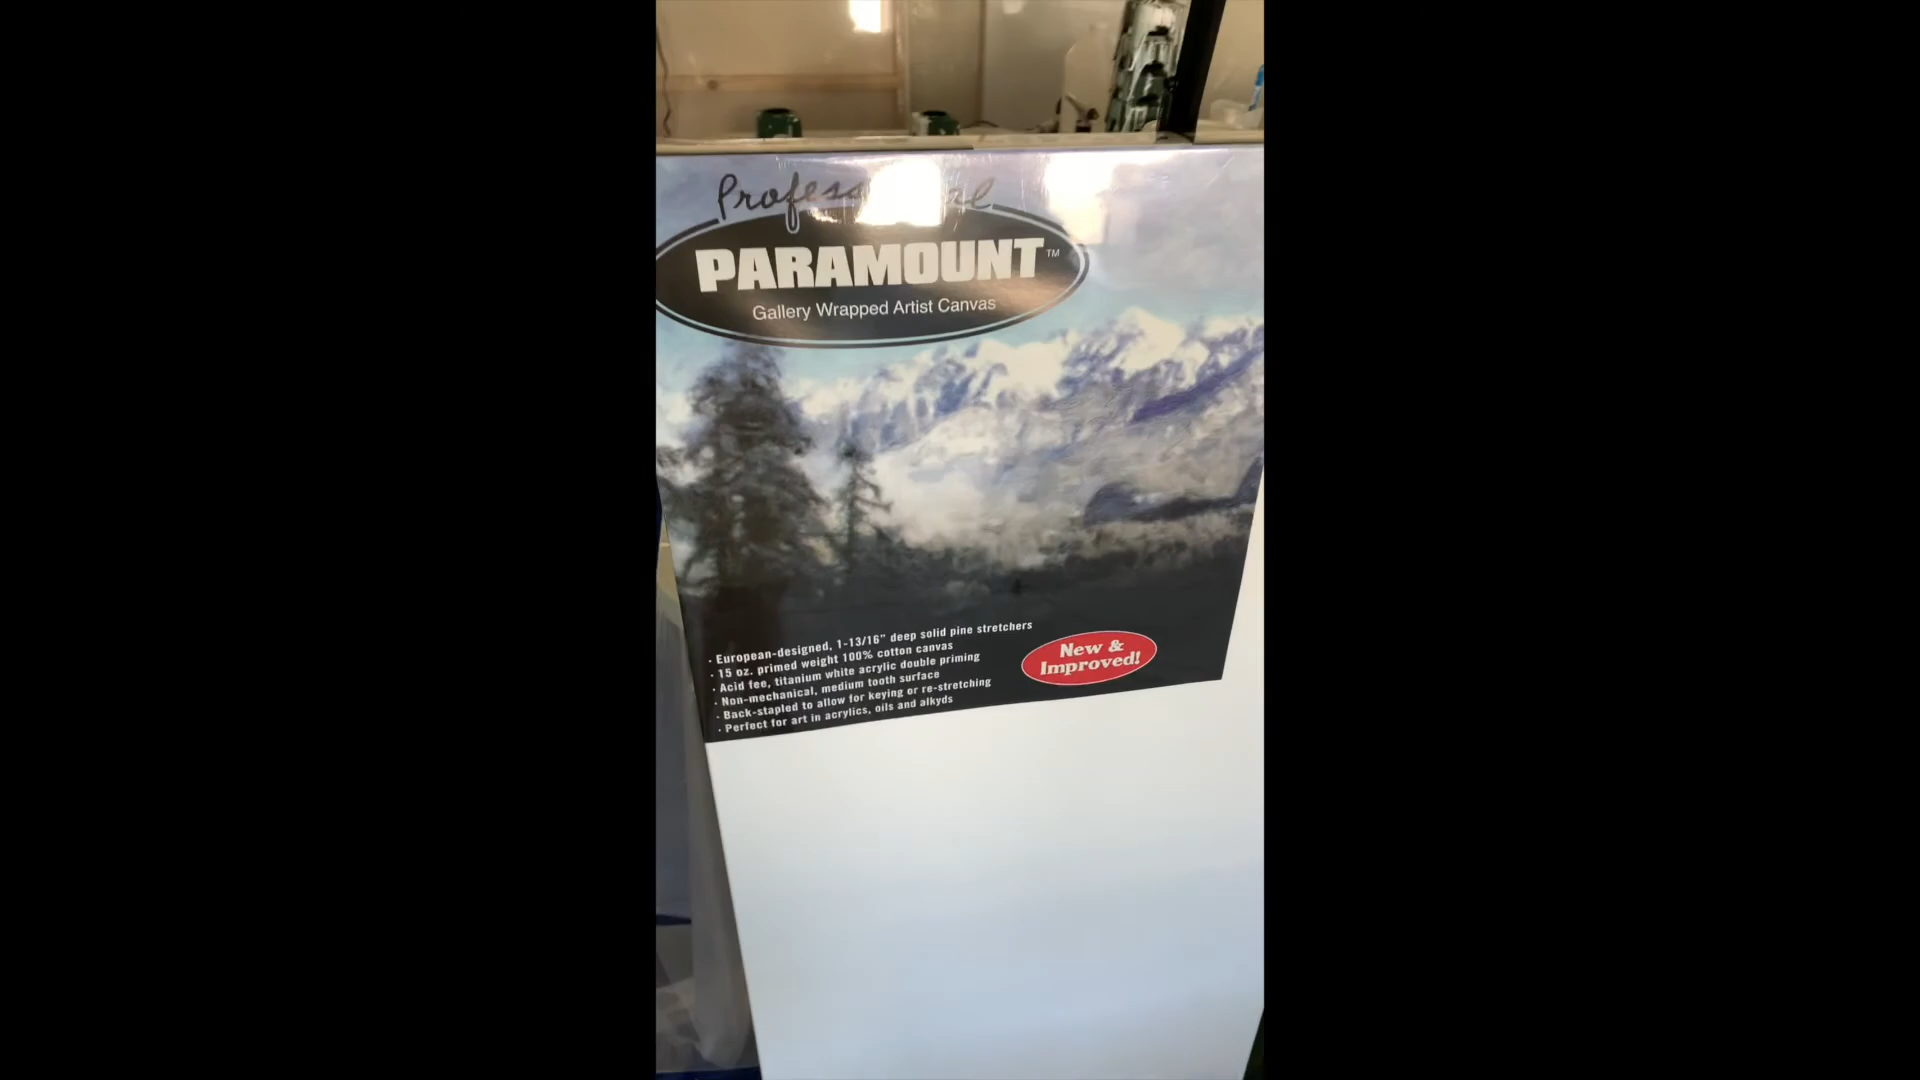 Professional
PARAMOUNT™
Gallery Wrapped Artist Canvas
· European-designed, 1-13/16" deep solid pine stretchers
· 15 oz. primed weight 100% cotton canvas
· Acid fee, titanium white acrylic double priming
· Non-mechanical, medium tooth surface
· Back-stapled to allow for keying or re-stretching
· Perfect for art in acrylics, oils and alkyds
New &
Improved!